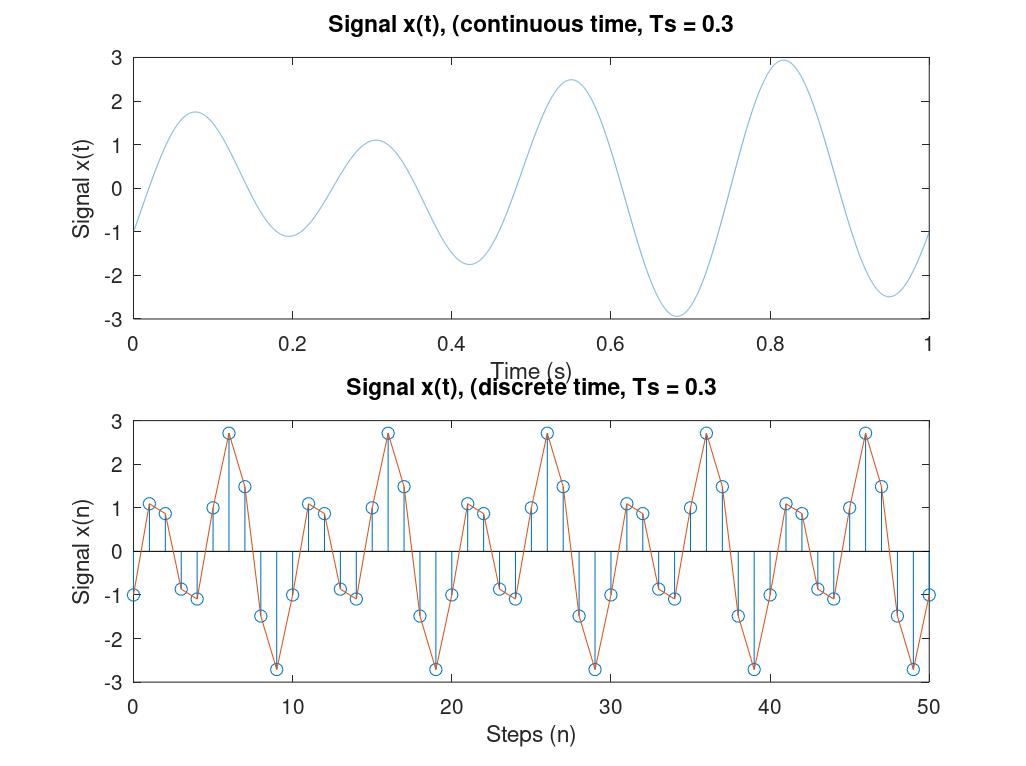 Signal x(t), (continuous time, Ts = 0.3
3
2
1
0
-1
-2
-3
Signal x(t)
0 0.2 0.4 0.6 0.8 1
Time (s)
Signal x(t), (discrete time, Ts = 0.3
3
2
1
0
-1
-2
-3
Signal x(n)
0 10 20 30 40 50
Steps (n)